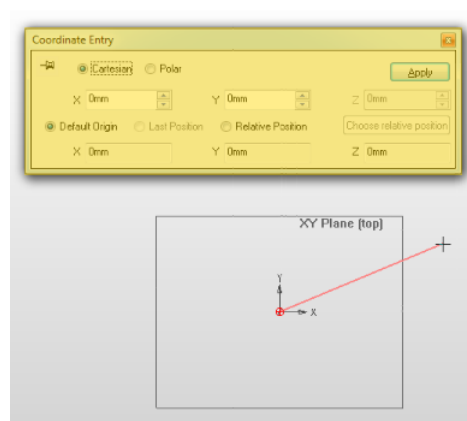 Coordinate Entry
Cartesian Polar Apply
X 0mm Y 0mm Z 0mm
Default Origin Last Position Relative Position Choose relative position
X 0mm Y 0mm Z 0mm
XY Plane (top)
Y
X